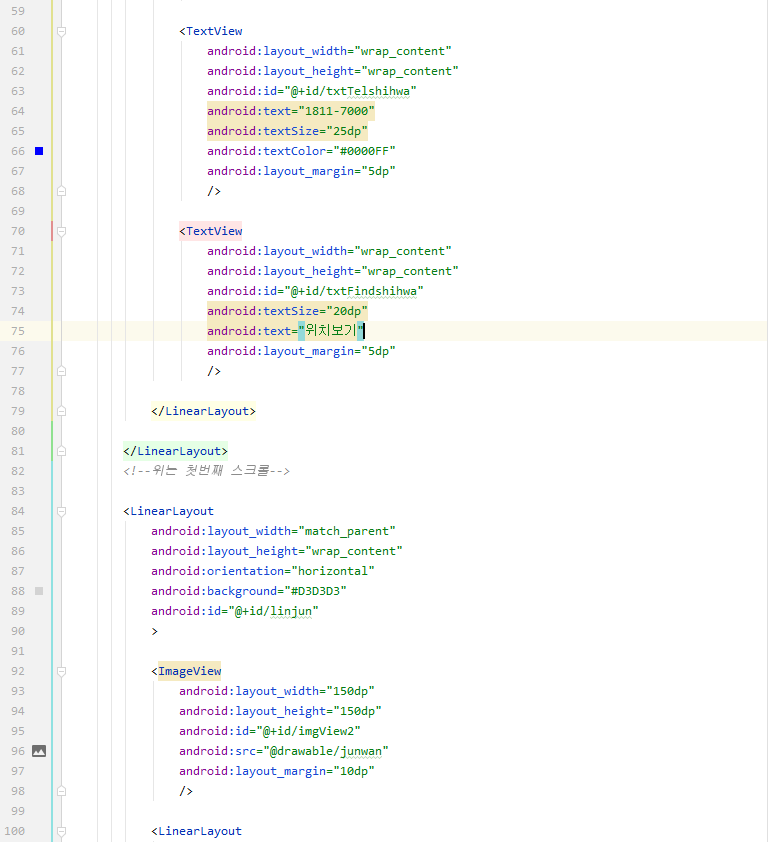 59
60 <TextView
61 android:layout_width="wrap_content"
62 android:layout_height="wrap_content"
63 android:id="@+id/txtTelshihwa"
64 android:text="1811-7000"
65 android:textSize="25dp"
66 android:textColor="#0000FF"
67 android:layout_margin="5dp"
68 />
69
70 <TextView
71 android:layout_width="wrap_content"
72 android:layout_height="wrap_content"
73 android:id="@+id/txtFindshihwa"
74 android:textSize="20dp"
75 android:text="위치보기"
76 android:layout_margin="5dp"
77 />
78
79 </LinearLayout>
80
81 </LinearLayout>
82 <!--위는 첫번째 스크롤-->
83
84 <LinearLayout
85 android:layout_width="match_parent"
86 android:layout_height="wrap_content"
87 android:orientation="horizontal"
88 android:background="#D3D3D3"
89 android:id="@+id/linjun"
90 >
91
92 <ImageView
93 android:layout_width="150dp"
94 android:layout_height="150dp"
95 android:id="@+id/imgView2"
96 android:src="@drawable/junwan"
97 android:layout_margin="10dp"
98 />
99
100 <LinearLayout